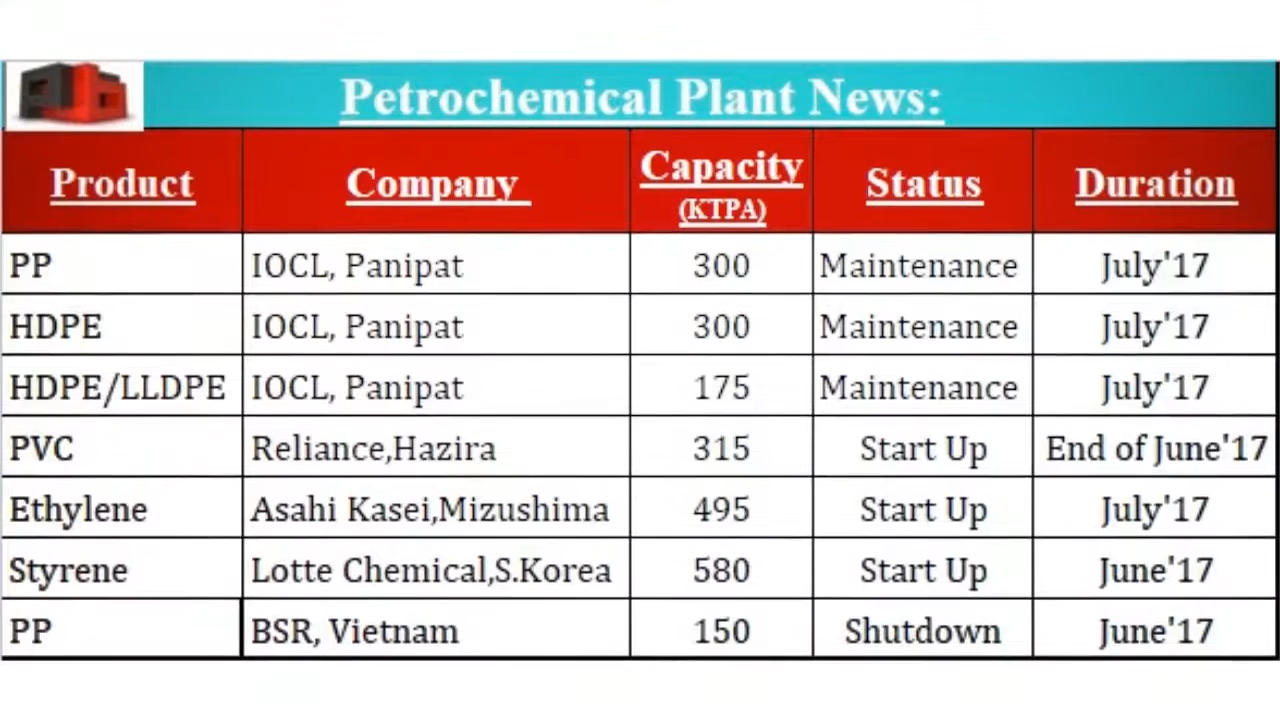 Petrochemical Plant News:
Product Company Capacity (KTPA) Status Duration
PP IOCL, Panipat 300 Maintenance July'17
HDPE IOCL, Panipat 300 Maintenance July'17
HDPE/LLDPE IOCL, Panipat 175 Maintenance July'17
PVC Reliance,Hazira 315 Start Up End of June'17
Ethylene Asahi Kasei,Mizushima 495 Start Up July'17
Styrene Lotte Chemical,S.Korea 580 Start Up June'17
PP BSR, Vietnam 150 Shutdown June'17